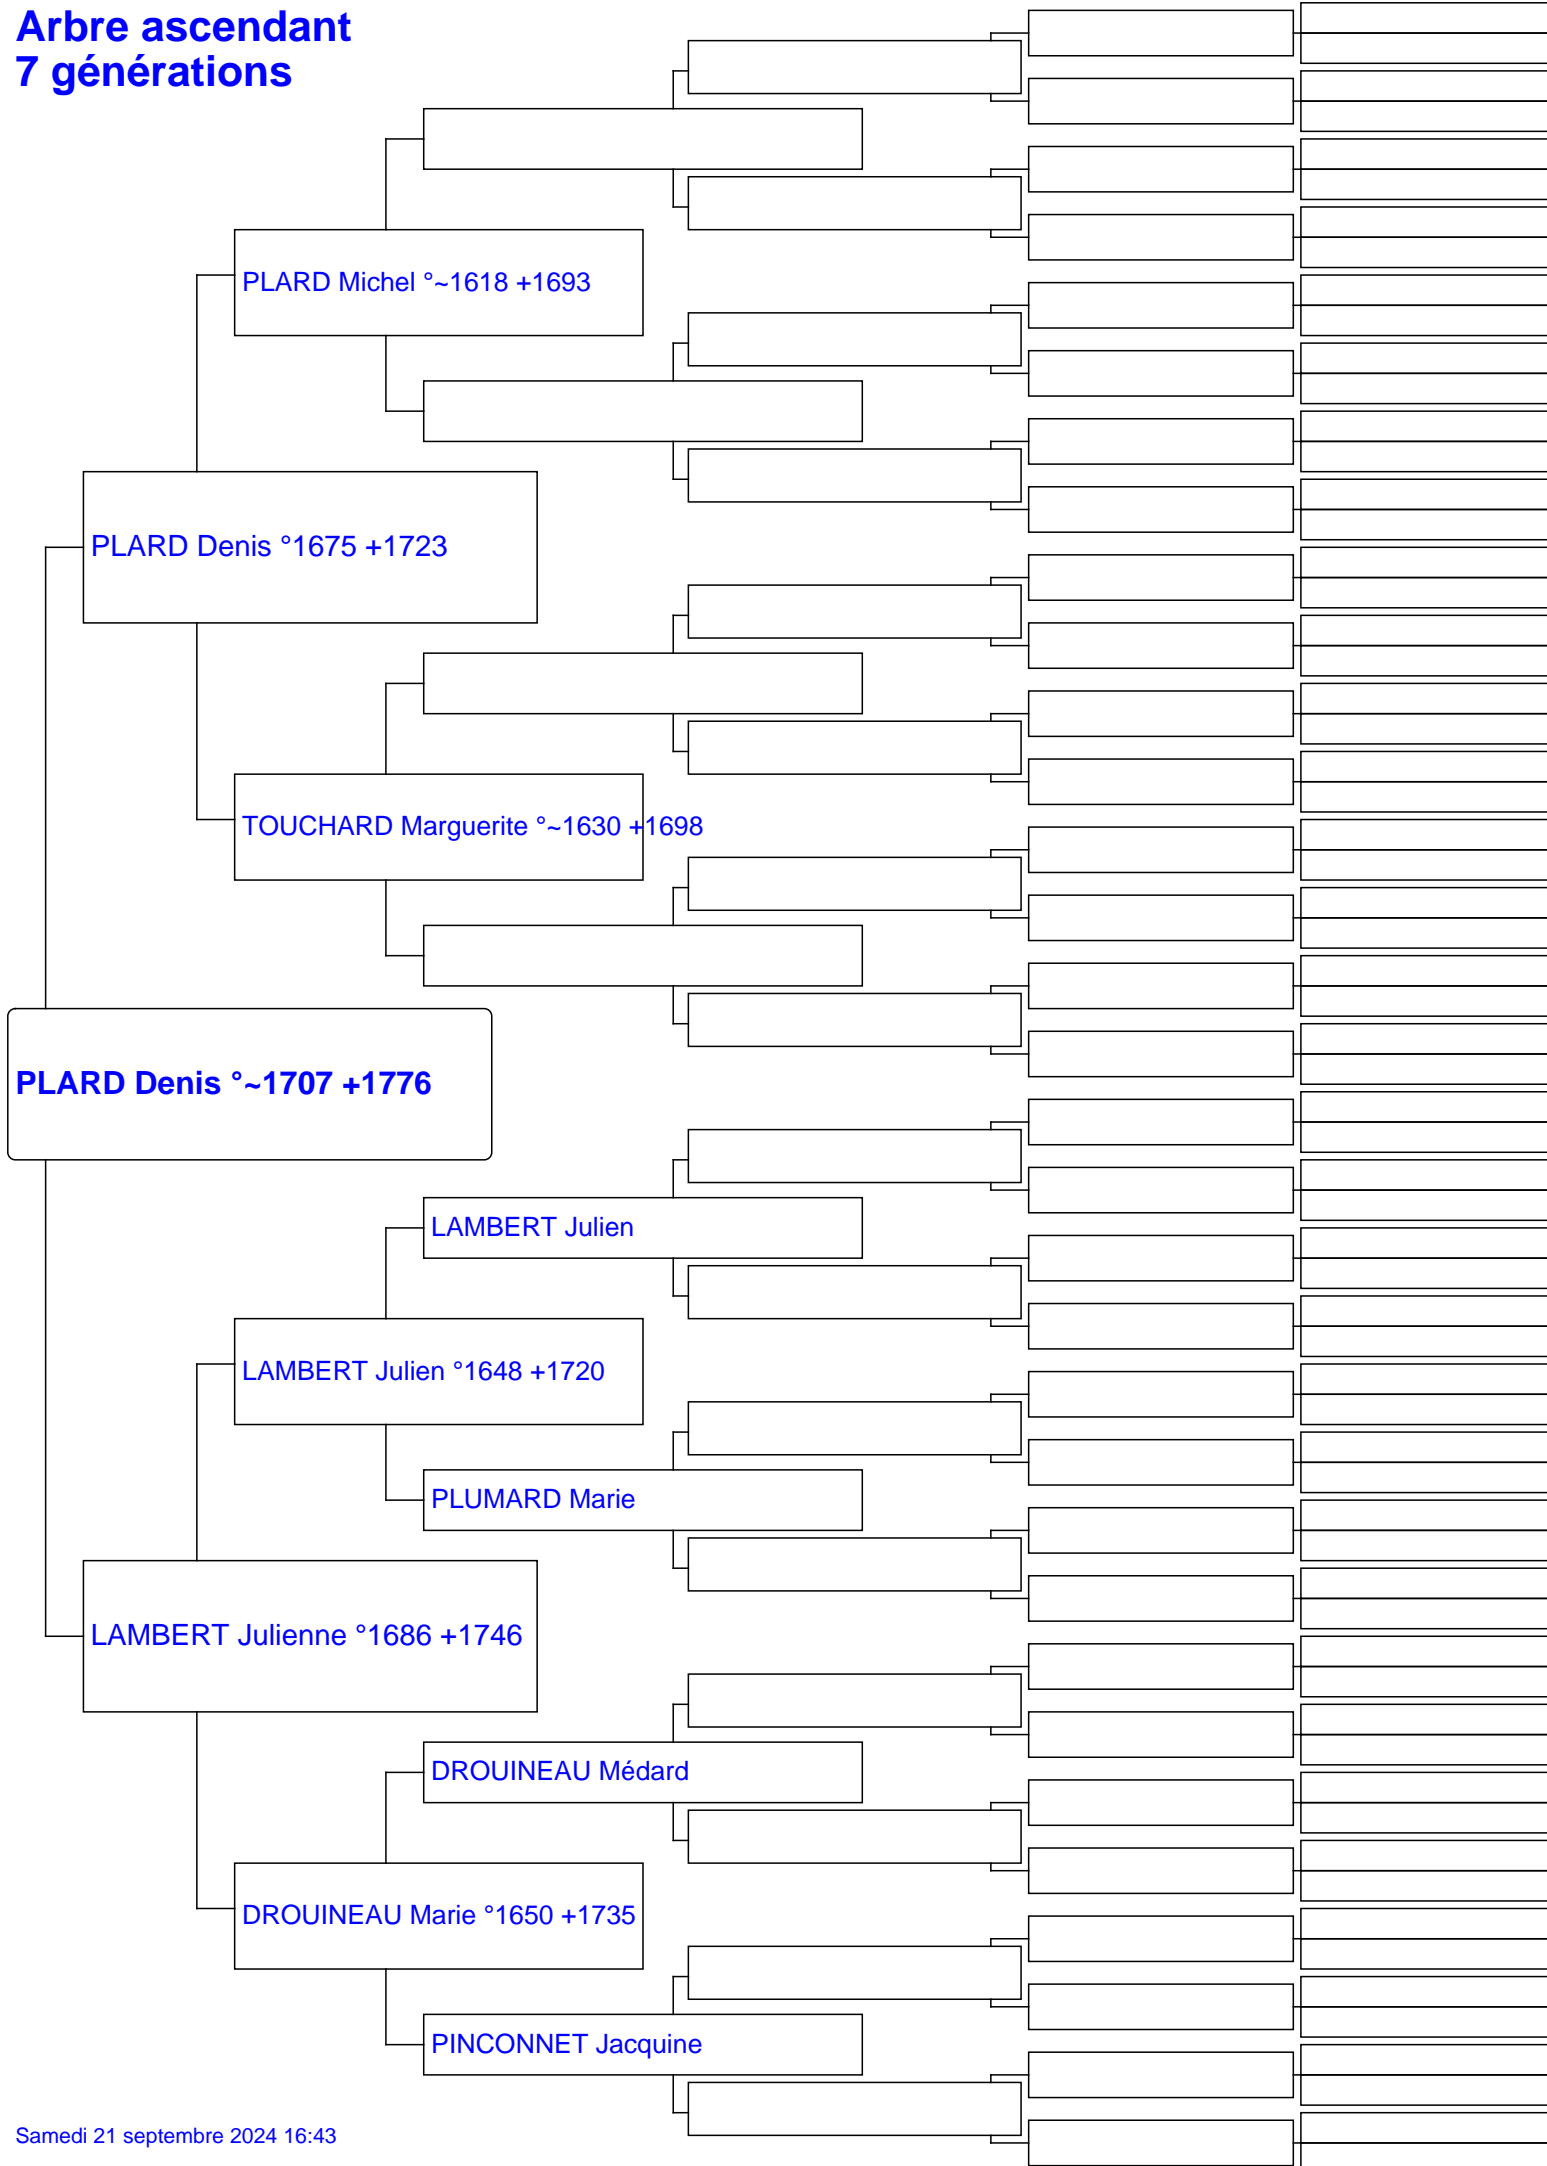 Arbre ascendant
7 générations
PLARD Michel °~1618 +1693
PLARD Denis °1675 +1723
TOUCHARD Marguerite °~1630 +1698
PLARD Denis °~1707 +1776
LAMBERT Julien
LAMBERT Julien °1648 +1720
PLUMARD Marie
LAMBERT Julienne °1686 +1746
DROUINEAU Médard
DROUINEAU Marie °1650 +1735
PINCONNET Jacquine
Samedi 21 septembre 2024 16:43